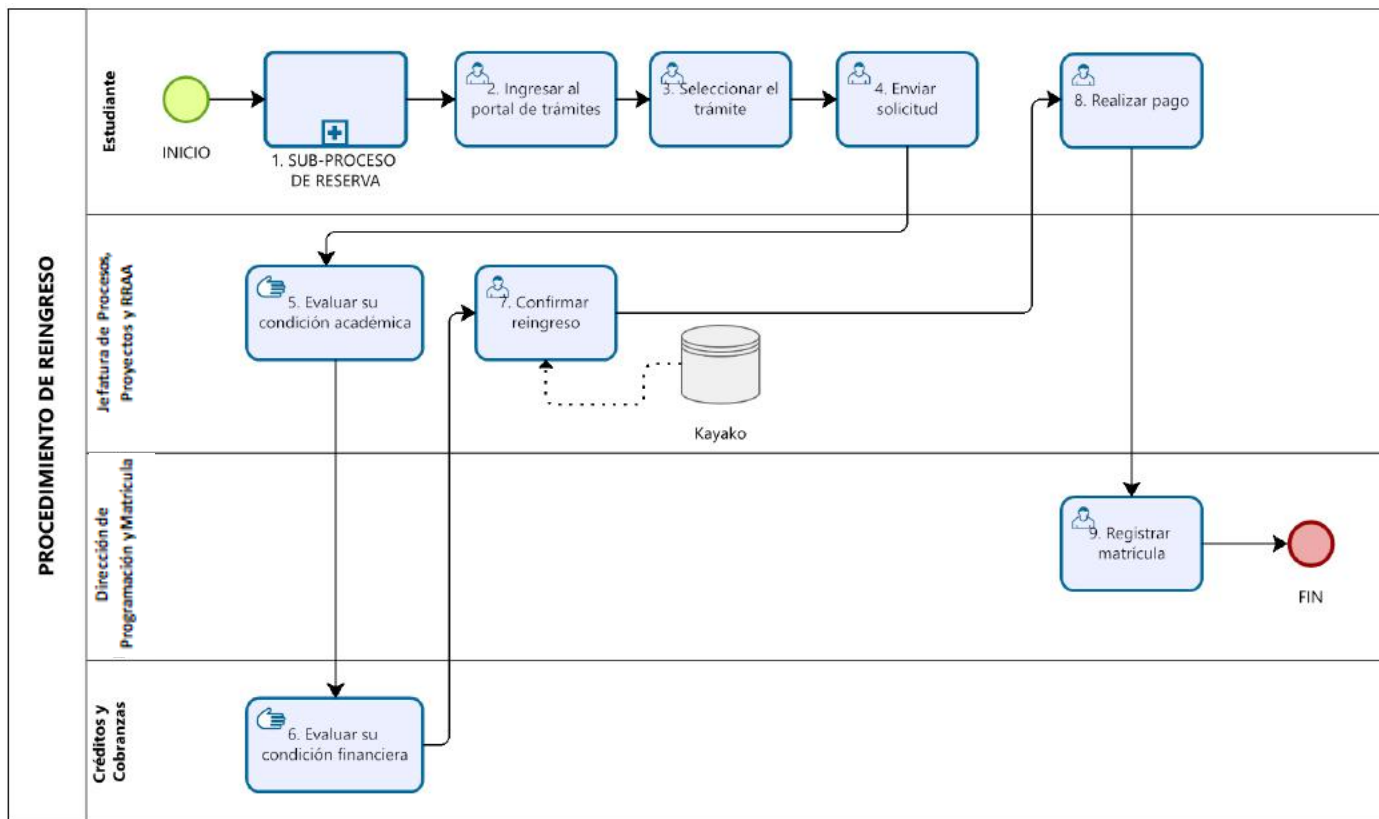 PROCEDIMIENTO DE REINGRESO
Estudiante
INICIO
1. SUB-PROCESO
DE RESERVA
2. Ingresar al
portal de trámites
3. Seleccionar el
trámite
4. Enviar
solicitud
8. Realizar pago
Jefatura de Procesos,
Proyectos y RRAA
5. Evaluar su
condición académica
7. Confirmar
reingreso
Kayako
Dirección de
Programación y Matrícula
9. Registrar
matrícula
FIN
Créditos y
Cobranzas
6. Evaluar su
condición financiera